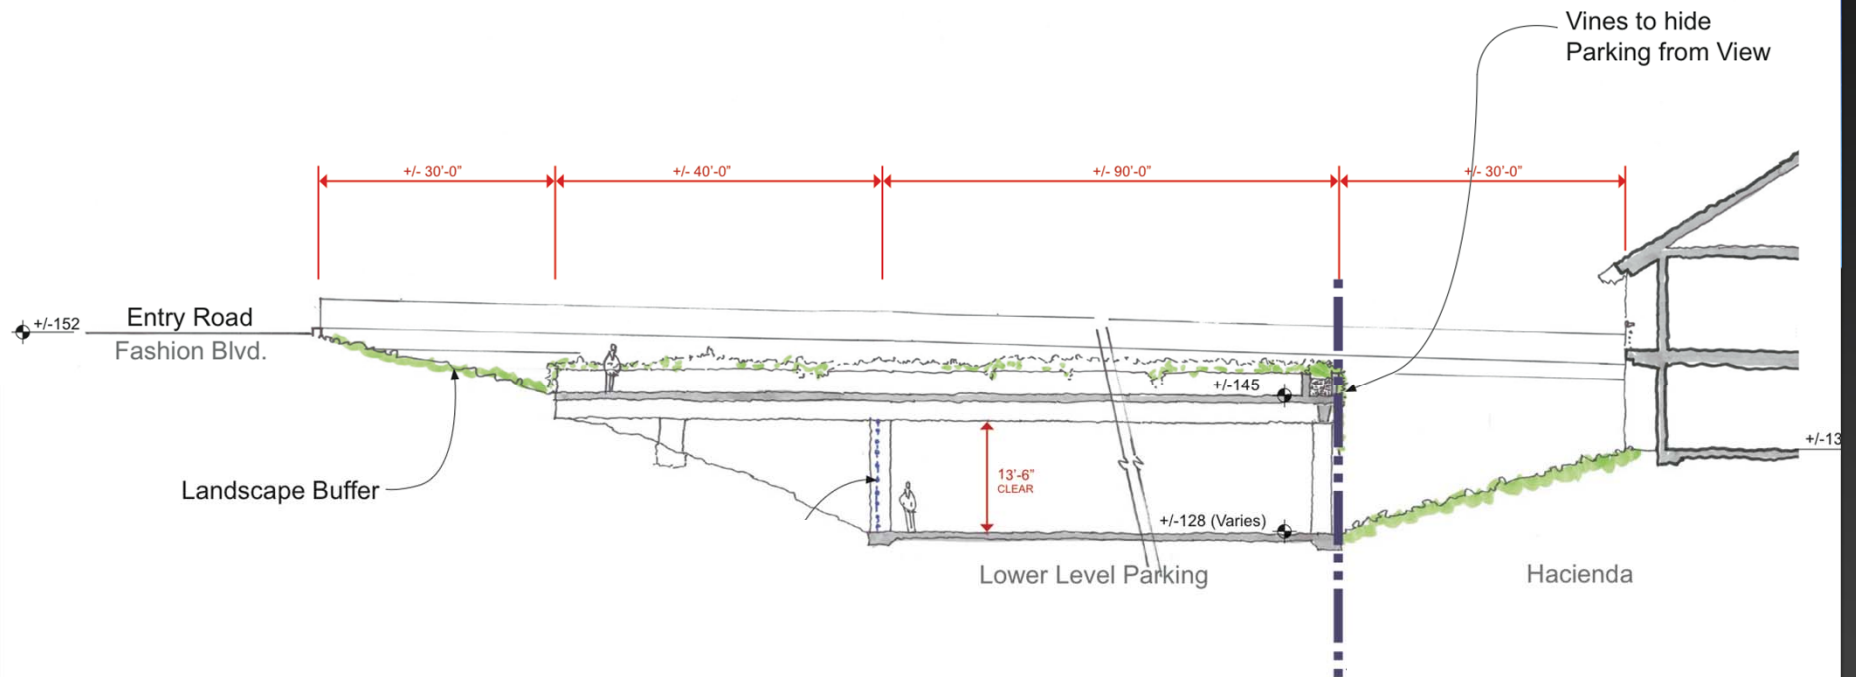 Vines to hide
Parking from View
+/- 30'-0"
+/- 40'-0"
+/- 90'-0"
+/- 30'-0"
+/-152
Entry Road
Fashion Blvd.
+/-145
+/-13
Landscape Buffer
13'-6"
CLEAR
+/-128 (Varies)
Lower Level Parking
Hacienda